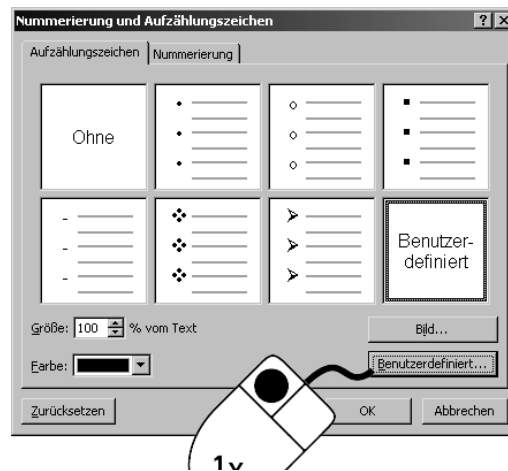 Nummerierung und Aufzählungszeichen
Aufzählungszeichen Nummerierung
Ohne
Benutzer-
definiert
Größe: 100 % vom Text
Bild...
Farbe:
Benutzerdefiniert...
Zurücksetzen OK Abbrechen
1x